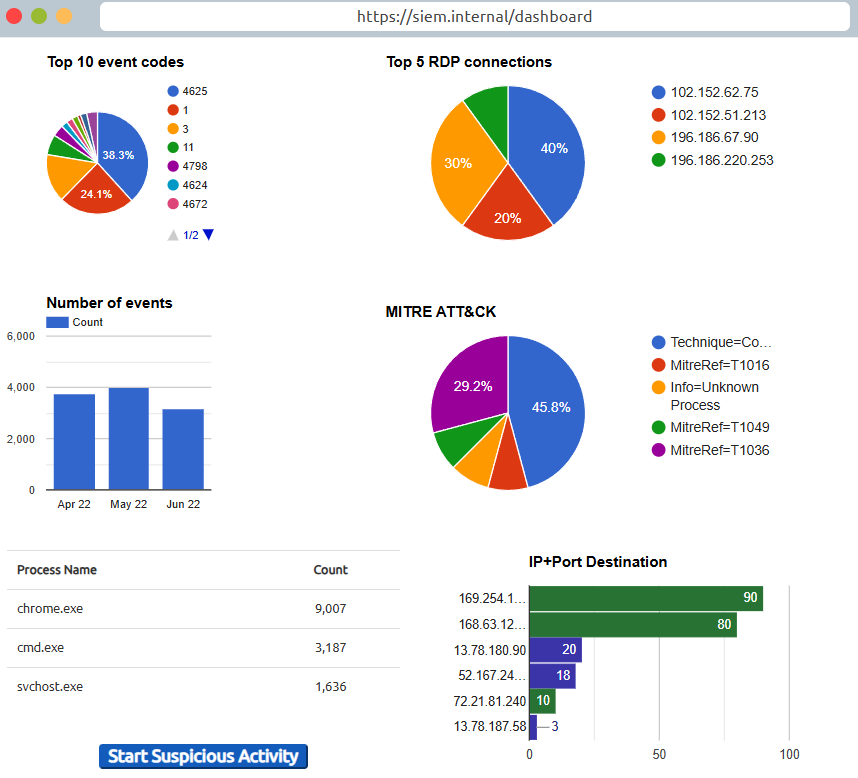 https://siem.internal/dashboard
Top 10 event codes
38.3%
24.1%
4625
1
3
11
4798
4624
4672
1/2
Top 5 RDP connections
40%
30%
20%
102.152.62.75
102.152.51.213
196.186.67.90
196.186.220.253
Number of events
Count
6,000
4,000
2,000
0
Apr 22 May 22 Jun 22
MITRE ATT&CK
29.2%
45.8%
Technique=Co...
MitreRef=T1016
Info=Unknown
Process
MitreRef=T1049
MitreRef=T1036
Process Name Count
chrome.exe 9,007
cmd.exe 3,187
svchost.exe 1,636
Start Suspicious Activity
IP+Port Destination
169.254.1... 90
168.63.12... 80
13.78.180.90 20
52.167.24... 18
72.21.81.240 10
13.78.187.58 3
0 50 100